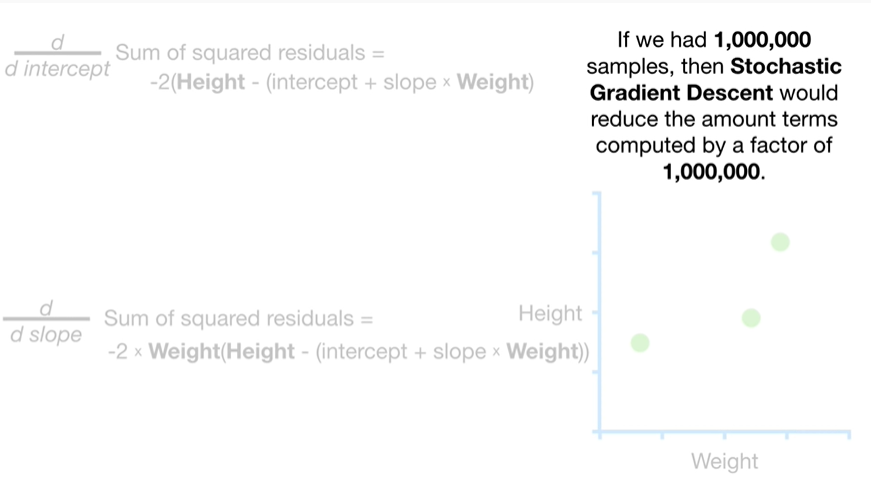 d
d intercept
Sum of squared residuals =
-2(Height - (intercept + slope × Weight)
If we had 1,000,000
samples, then Stochastic
Gradient Descent would
reduce the amount terms
computed by a factor of
1,000,000.
d
d slope
Sum of squared residuals =
-2 × Weight(Height - (intercept + slope × Weight))
Height
Weight